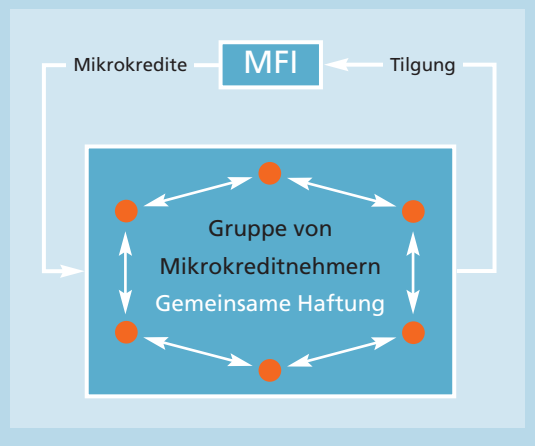 Mikrokredite
MFI
Tilgung
Gruppe von
Mikrokreditnehmern
Gemeinsame Haftung